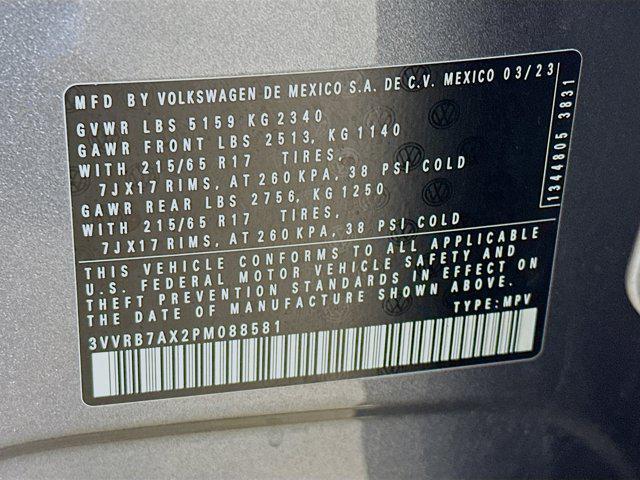 MFD BY VOLKSWAGEN DE MEXICO S.A. DE C.V. MEXICO 03/23
GVWR LBS 5159 KG 2340
GAWR FRONT LBS 2513, KG 1140
WITH 215/65 R17 TIRES,
7JX17 RIMS, AT 260 KPA, 38 PSI COLD
GAWR REAR LBS 2756, KG 1250
WITH 215/65 R17 TIRES,
7JX17 RIMS, AT 260 KPA, 38 PSI COLD
THIS VEHICLE CONFORMS TO ALL APPLICABLE
U.S. FEDERAL MOTOR VEHICLE SAFETY AND
THEFT PREVENTION STANDARDS IN EFFECT ON
THE DATE OF MANUFACTURE SHOWN ABOVE.
3VVRB7AX2PM088581 TYPE: MPV
1344805 3831